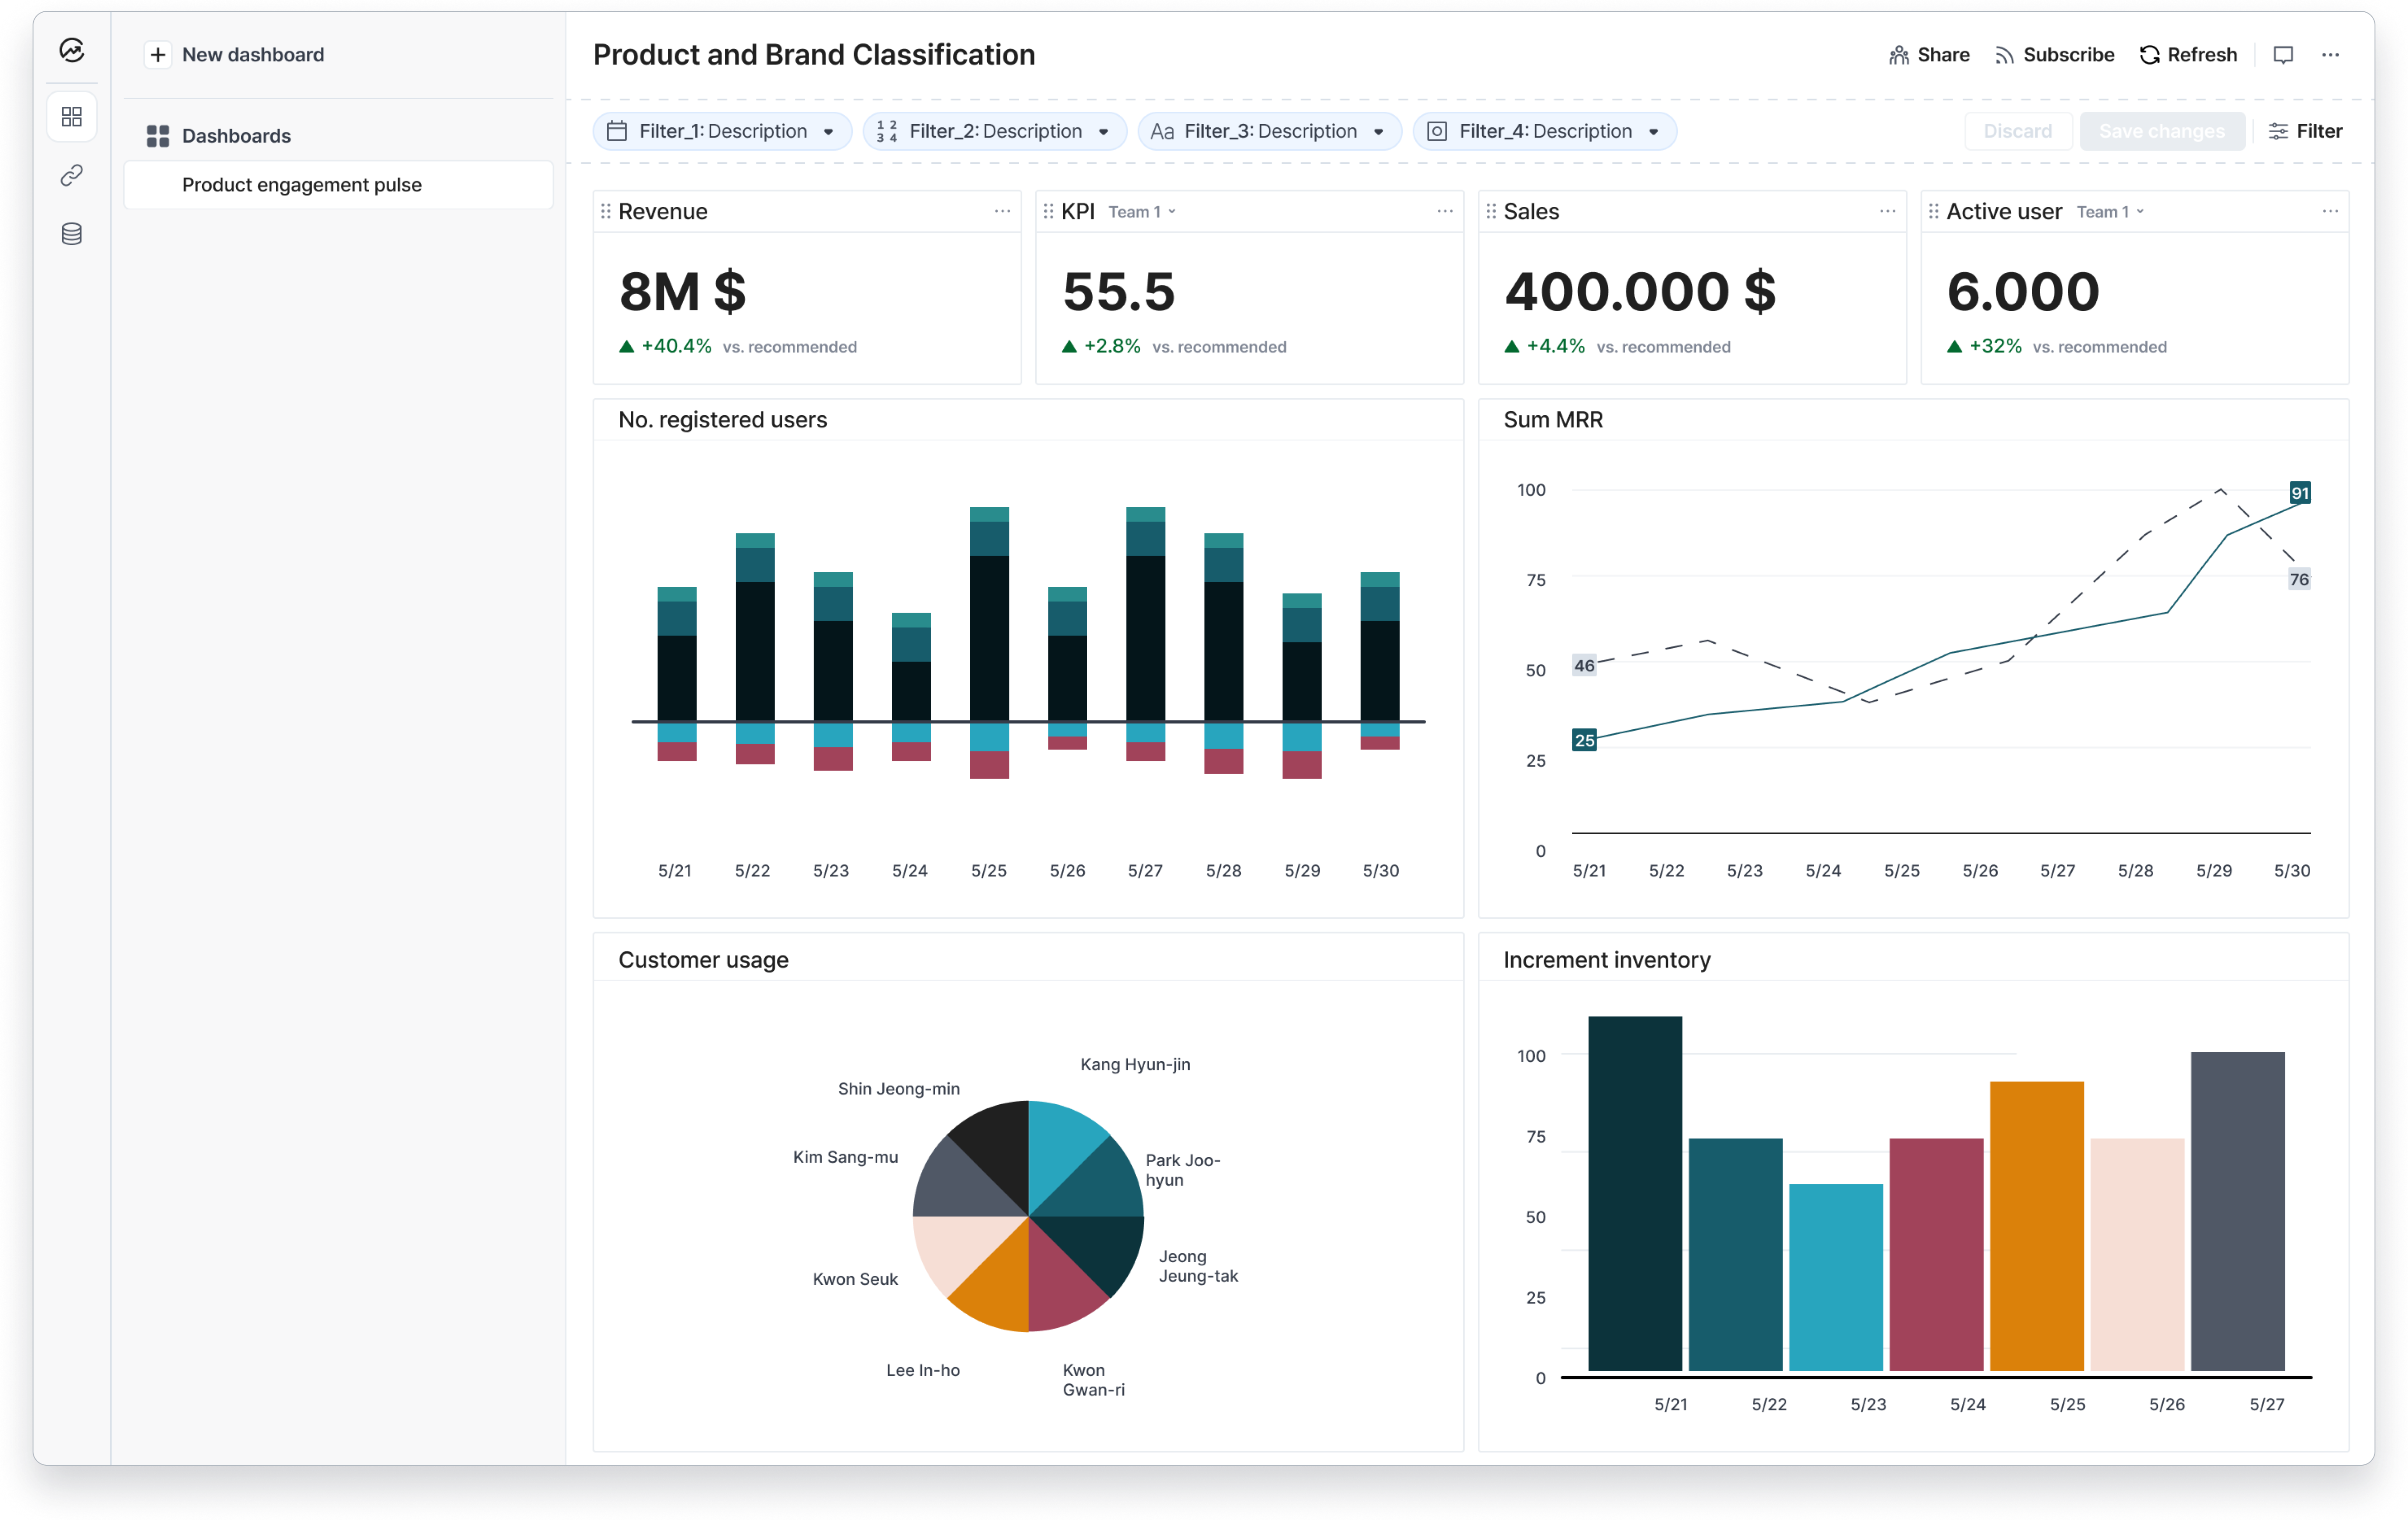 New dashboard
Dashboards
Product engagement pulse
Product and Brand Classification
Share
Subscribe
Refresh
Filter_1: Description
1 2
3 4
Filter_2: Description
Aa
Filter_3: Description
Filter_4: Description
Discard
Save changes
Filter
Revenue
8M $
+40.4% vs. recommended
KPI Team 1
55.5
+2.8% vs. recommended
Sales
400.000 $
+4.4% vs. recommended
Active user Team 1
6.000
+32% vs. recommended
No. registered users
5/21 5/22 5/23 5/24 5/25 5/26 5/27 5/28 5/29 5/30
Sum MRR
100
91
75
76
46
50
25
25
0
5/21 5/22 5/23 5/24 5/25 5/26 5/27 5/28 5/29 5/30
Customer usage
Kang Hyun-jin
Shin Jeong-min
Kim Sang-mu
Park Joo-
hyun
Jeong
Jeung-tak
Kwon Seuk
Lee In-ho
Kwon
Gwan-ri
Increment inventory
100
75
50
25
0
5/21 5/22 5/23 5/24 5/25 5/26 5/27